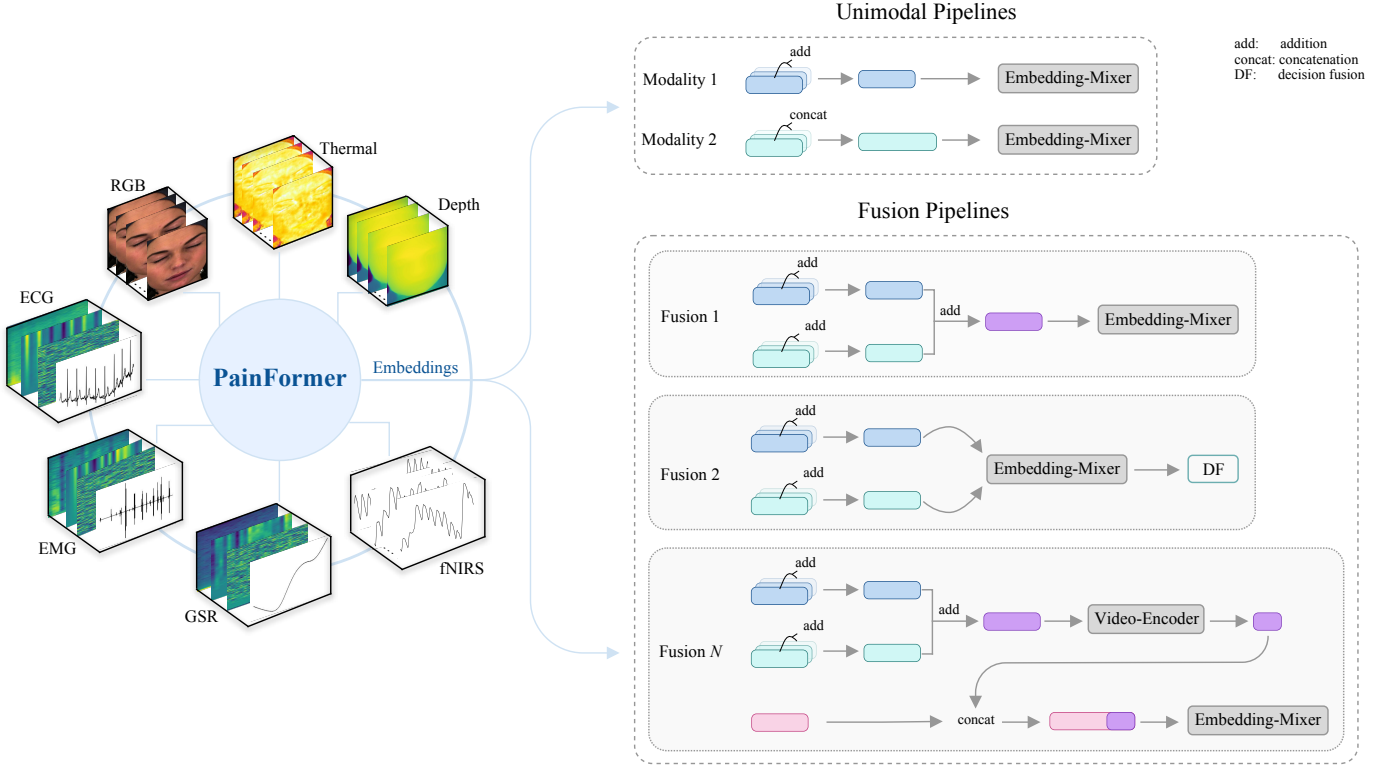 Unimodal Pipelines
add: addition
concat: concatenation
DF: decision fusion
Modality 1
add
Embedding-Mixer
Modality 2
concat
Embedding-Mixer
Thermal
RGB
Depth
ECG
PainFormer
Embeddings
EMG
GSR
fNIRS
Fusion Pipelines
Fusion 1
add
add
add
Embedding-Mixer
Fusion 2
add
add
Embedding-Mixer
DF
Fusion N
add
add
add
Video-Encoder
concat
Embedding-Mixer